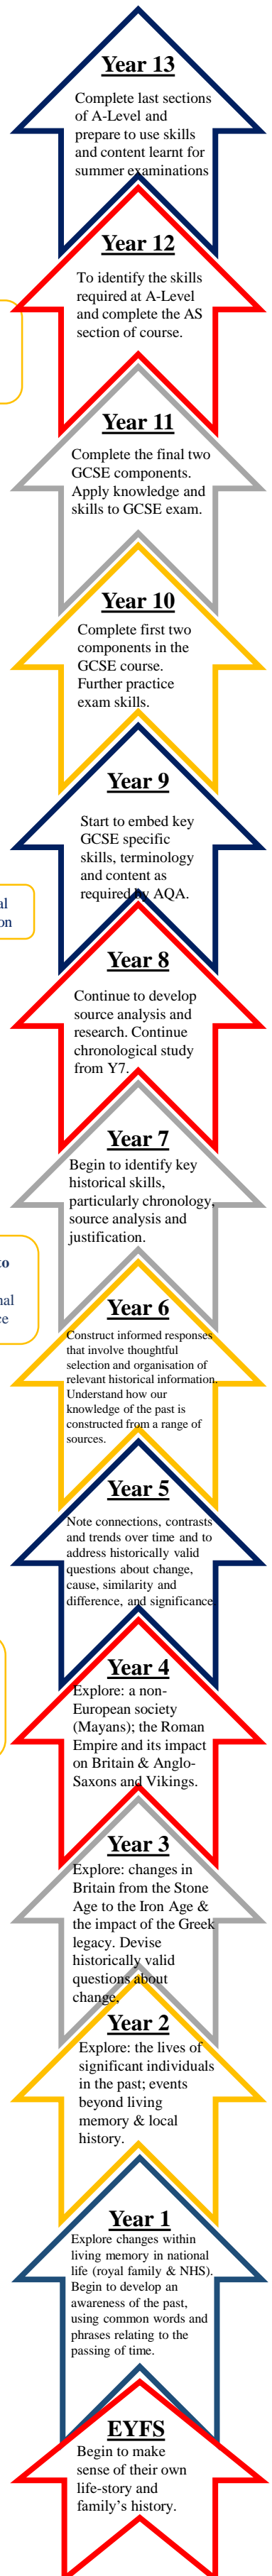 Year 13
Complete last sections
of A-Level and
prepare to use skills
and content learnt for
summer examinations
Year 12
To identify the skills
required at A-Level
and complete the AS
section of course.
Year 11
Complete the final two
GCSE components.
Apply knowledge and
skills to GCSE exam.
Year 10
Complete first two
components in the
GCSE course.
Further practice
exam skills.
Year 9
Start to embed key
GCSE specific
skills, terminology
and content as
required by AQA.
al
on
Year 8
Continue to develop
source analysis and
research. Continue
chronological study
from Y7.
Year 7
Begin to identify key
historical skills,
particularly chronology,
source analysis and
justification.
to
nal
ce
Year 6
Construct informed responses
that involve thoughtful
selection and organisation of
relevant historical information.
Understand how our
knowledge of the past is
constructed from a range of
sources.
Year 5
Note connections, contrasts
and trends over time and to
address historically valid
questions about change,
cause, similarity and
difference, and significance
Year 4
Explore: a non-
European society
(Mayans); the Roman
Empire and its impact
on Britain & Anglo-
Saxons and Vikings.
Year 3
Explore: changes in
Britain from the Stone
Age to the Iron Age &
the impact of the Greek
legacy. Devise
historically valid
questions about
change,
Year 2
Explore: the lives of
significant individuals
in the past; events
beyond living
memory & local
history.
Year 1
Explore changes within
living memory in national
life (royal family & NHS).
Begin to develop an
awareness of the past,
using common words and
phrases relating to the
passing of time.
EYFS
Begin to make
sense of their own
life-story and
family's history.